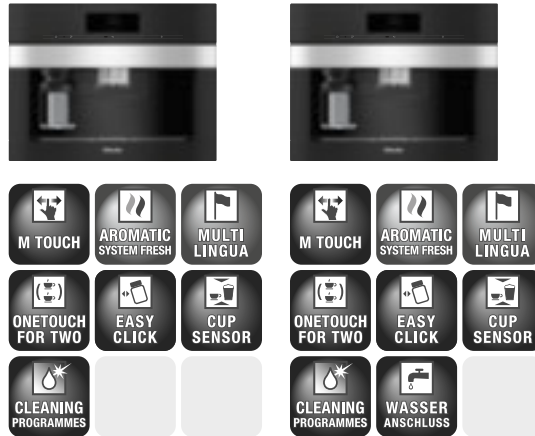 M TOUCH
AROMATIC
SYSTEM FRESH
MULTI
LINGUA
ONETOUCH
FOR TWO
EASY
CLICK
CUP
SENSOR
CLEANING
PROGRAMMES
M TOUCH
AROMATIC
SYSTEM FRESH
MULTI
LINGUA
ONETOUCH
FOR TWO
EASY
CLICK
CUP
SENSOR
CLEANING
PROGRAMMES
WASSER
ANSCHLUSS